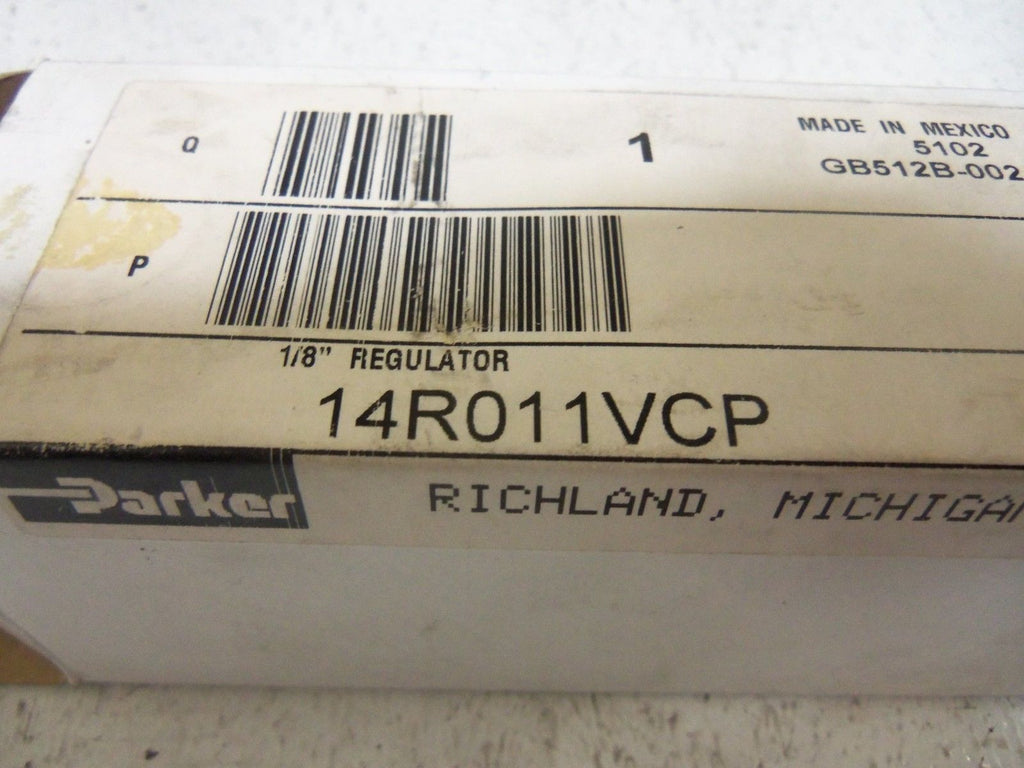 Q
1
MADE IN MEXICO
5102
GB512B-002
P
1/8" REGULATOR
14R011VCP
Parker
RICHLAND, MICHIGAN